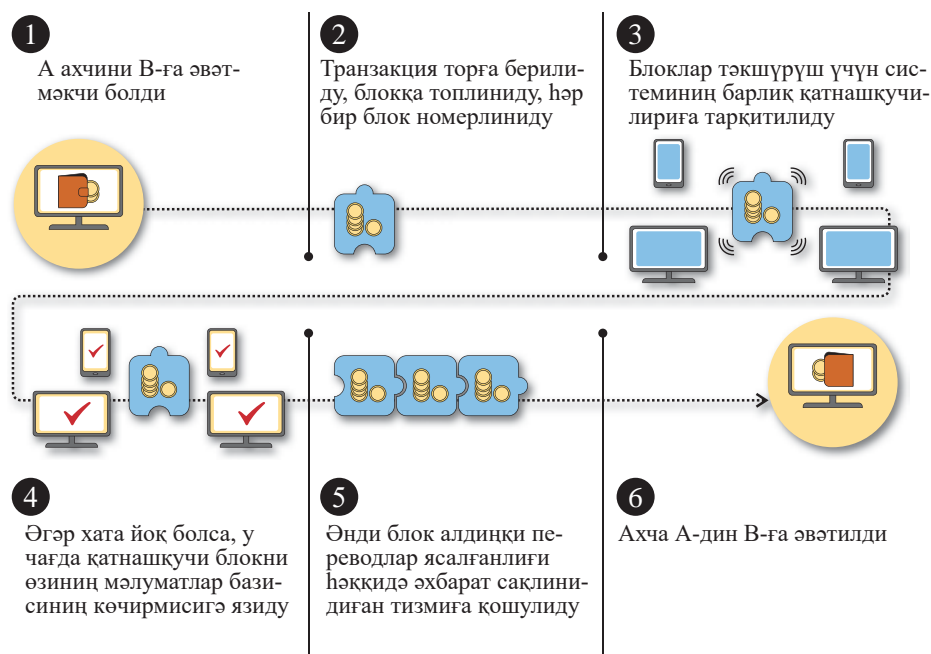 1
А ахчини В-ға әвәт-
мәкчи болди
2
Транзакция торға берили-
ду, блокқа топлиниду, һәр
бир блок номерлиниду
3
Блоклар тәкшүрүш үчүн сис-
теминиң барлиқ қатнашқучи-
лириға тарқитилиду
4
Әгәр хата йоқ болса, у
чағда қатнашқучи блокни
өзиниң мәлуматлар бази-
синиң көчирмисигә язиду
5
Әнди блок алдиңқи пе-
реводлар ясалғанлиғи
һәққидә әхбарат сақлини-
диған тизмиға қошулиду
6
Ахча А-дин В-ға әвәтилди